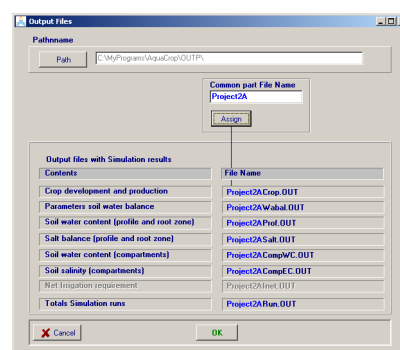 Output Files
Pathnname
Path C:\MyPrograms\AquaCrop\OUTP\
Common part File Name
Project2A
Assign
Output files with Simulation results
Contents File Name
Crop development and production Project2ACrop.OUT
Parameters soil water balance Project2AWabal.OUT
Soil water content (profile and root zone) Project2AProf.OUT
Salt balance (profile and root zone) Project2ASalt.OUT
Soil water content (compartments) Project2ACompWC.OUT
Soil salinity (compartments) Project2ACompEC.OUT
Net Irrigation requirement Project2AInet.OUT
Totals Simulation runs Project2ARun.OUT
Cancel OK